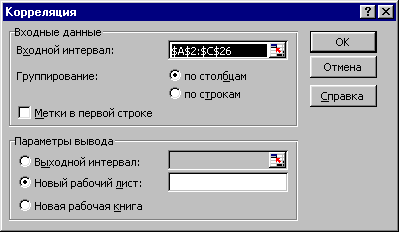 Корреляция
Входные данные
Входной интервал: $A$2:$C$26
Группирование: по столбцам
по строкам
Метки в первой строке
OK
Отмена
Справка
Параметры вывода
Выходной интервал:
Новый рабочий лист:
Новая рабочая книга